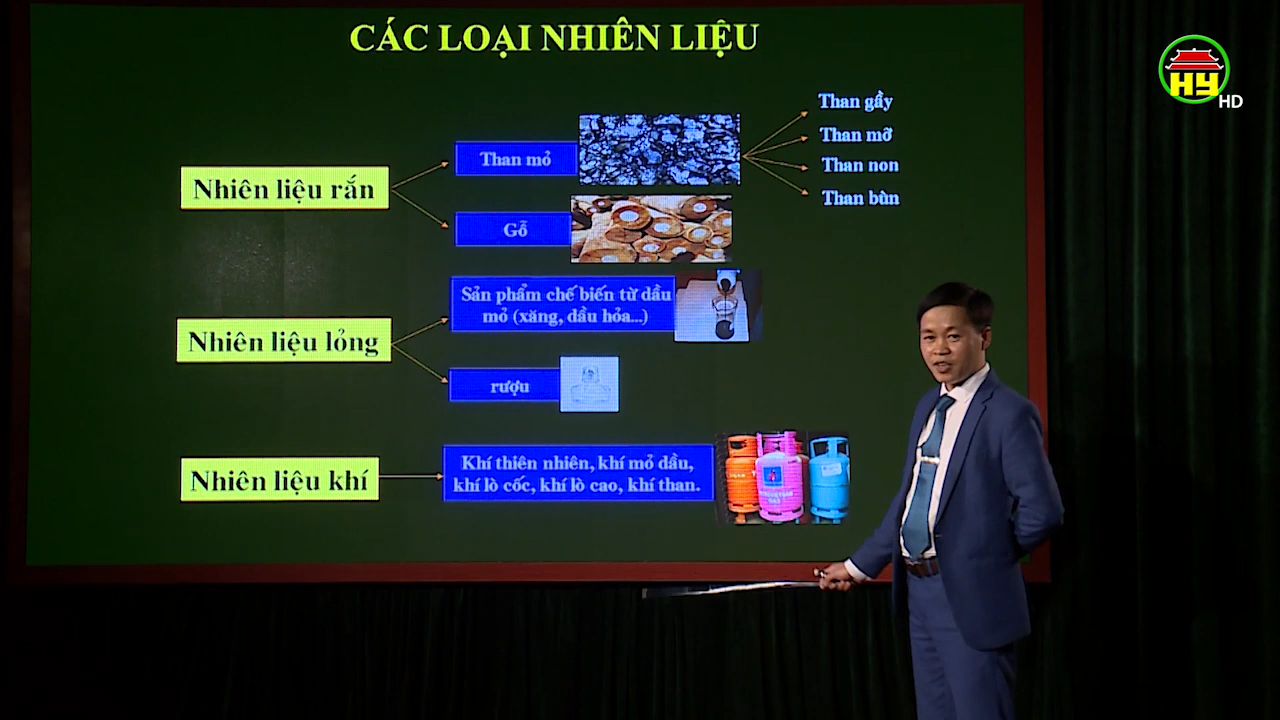 CÁC LOẠI NHIÊN LIỆU
HY
HD
Nhiên liệu rắn
Than mỏ
Than gầy
Than mỡ
Than non
Than bùn
Gỗ
Nhiên liệu lỏng
Sản phẩm chế biến từ dầu
mỏ (xăng, dầu hỏa...)
rượu
Nhiên liệu khí
Khí thiên nhiên, khí mỏ dầu,
khí lò cốc, khí lò cao, khí than.